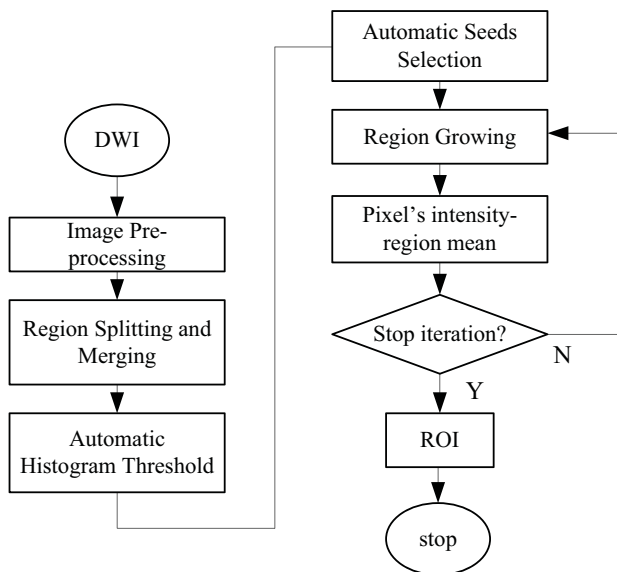 DWI
Image Pre-
processing
Region Splitting and
Merging
Automatic
Histogram Threshold
Automatic Seeds
Selection
Region Growing
Pixel's intensity-
region mean
Stop iteration?
N
Y
ROI
stop